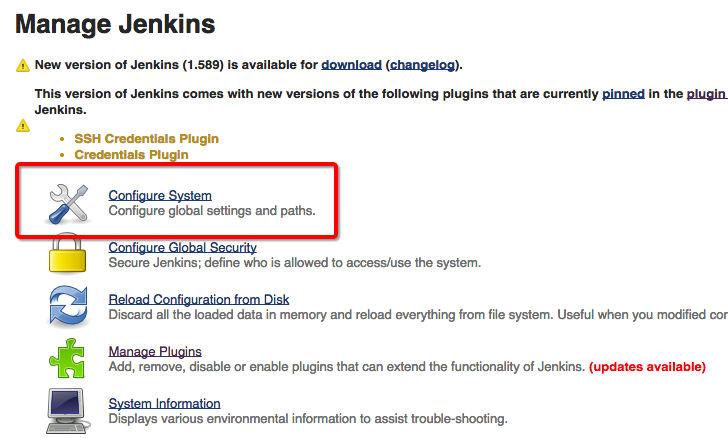 Manage Jenkins
New version of Jenkins (1.589) is available for download (changelog).
This version of Jenkins comes with new versions of the following plugins that are currently pinned in the plugin
Jenkins.
SSH Credentials Plugin
Credentials Plugin
Configure System
Configure global settings and paths.
Configure Global Security
Secure Jenkins; define who is allowed to access/use the system.
Reload Configuration from Disk
Discard all the loaded data in memory and reload everything from file system. Useful when you modified con
Manage Plugins
Add, remove, disable or enable plugins that can extend the functionality of Jenkins. (updates available)
System Information
Displays various environmental information to assist trouble-shooting.